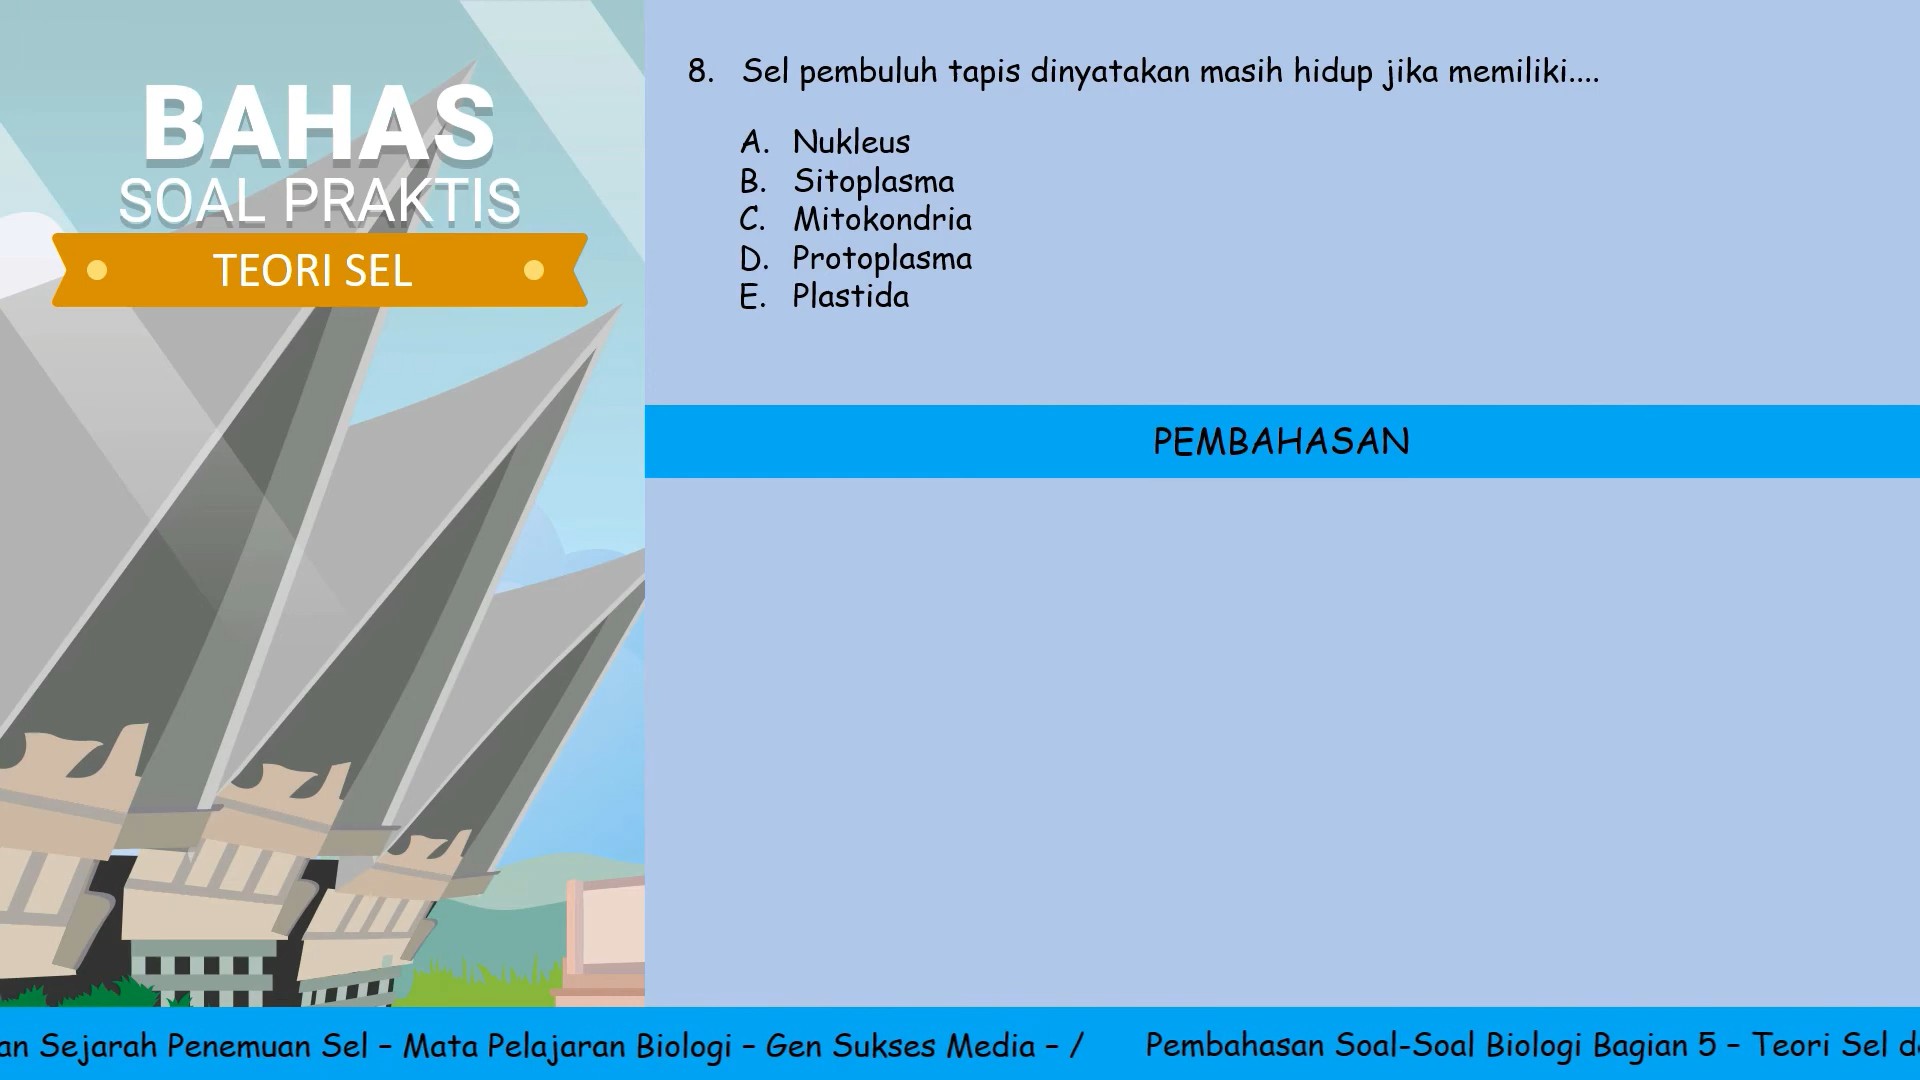 BAHAS
SOAL PRAKTIS
TEORI SEL
8. Sel pembuluh tapis dinyatakan masih hidup jika memiliki....
A. Nukleus
B. Sitoplasma
C. Mitokondria
D. Protoplasma
E. Plastida
PEMBAHASAN
an Sejarah Penemuan Sel – Mata Pelajaran Biologi – Gen Sukses Media – / Pembahasan Soal-Soal Biologi Bagian 5 – Teori Sel d